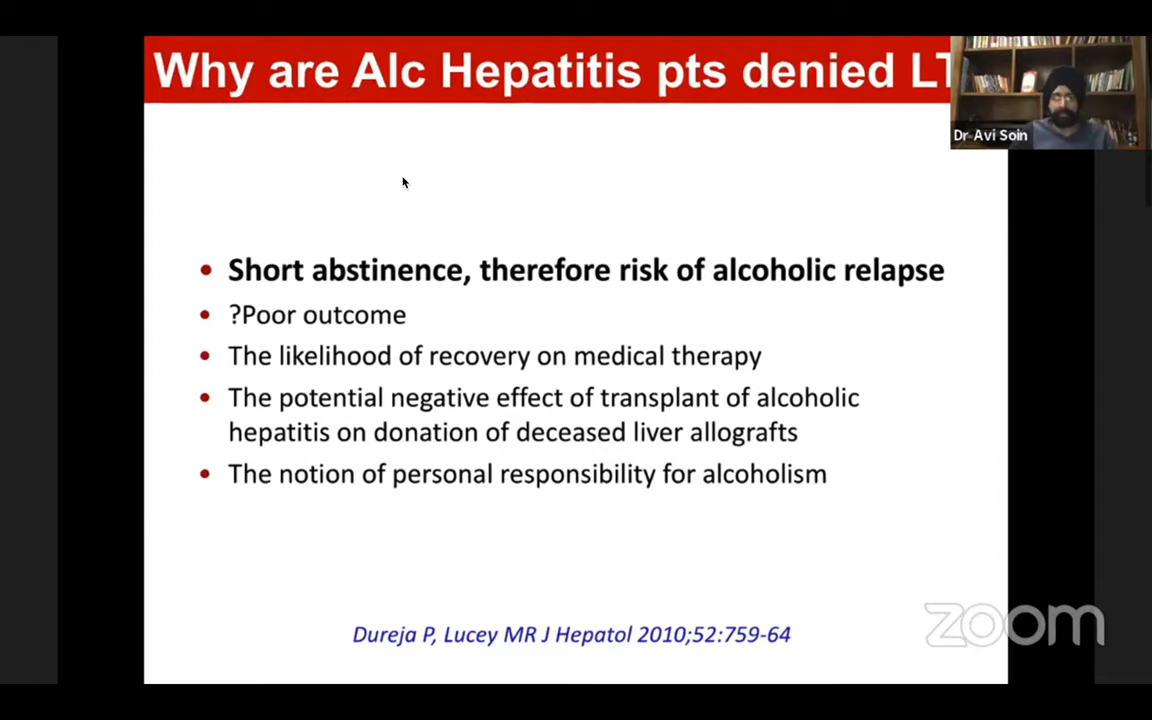 Why are Alc Hepatitis pts denied LT
Dr Avi Soin
• Short abstinence, therefore risk of alcoholic relapse
• ?Poor outcome
• The likelihood of recovery on medical therapy
• The potential negative effect of transplant of alcoholic
hepatitis on donation of deceased liver allografts
• The notion of personal responsibility for alcoholism
Dureja P, Lucey MR J Hepatol 2010;52:759-64
zoom